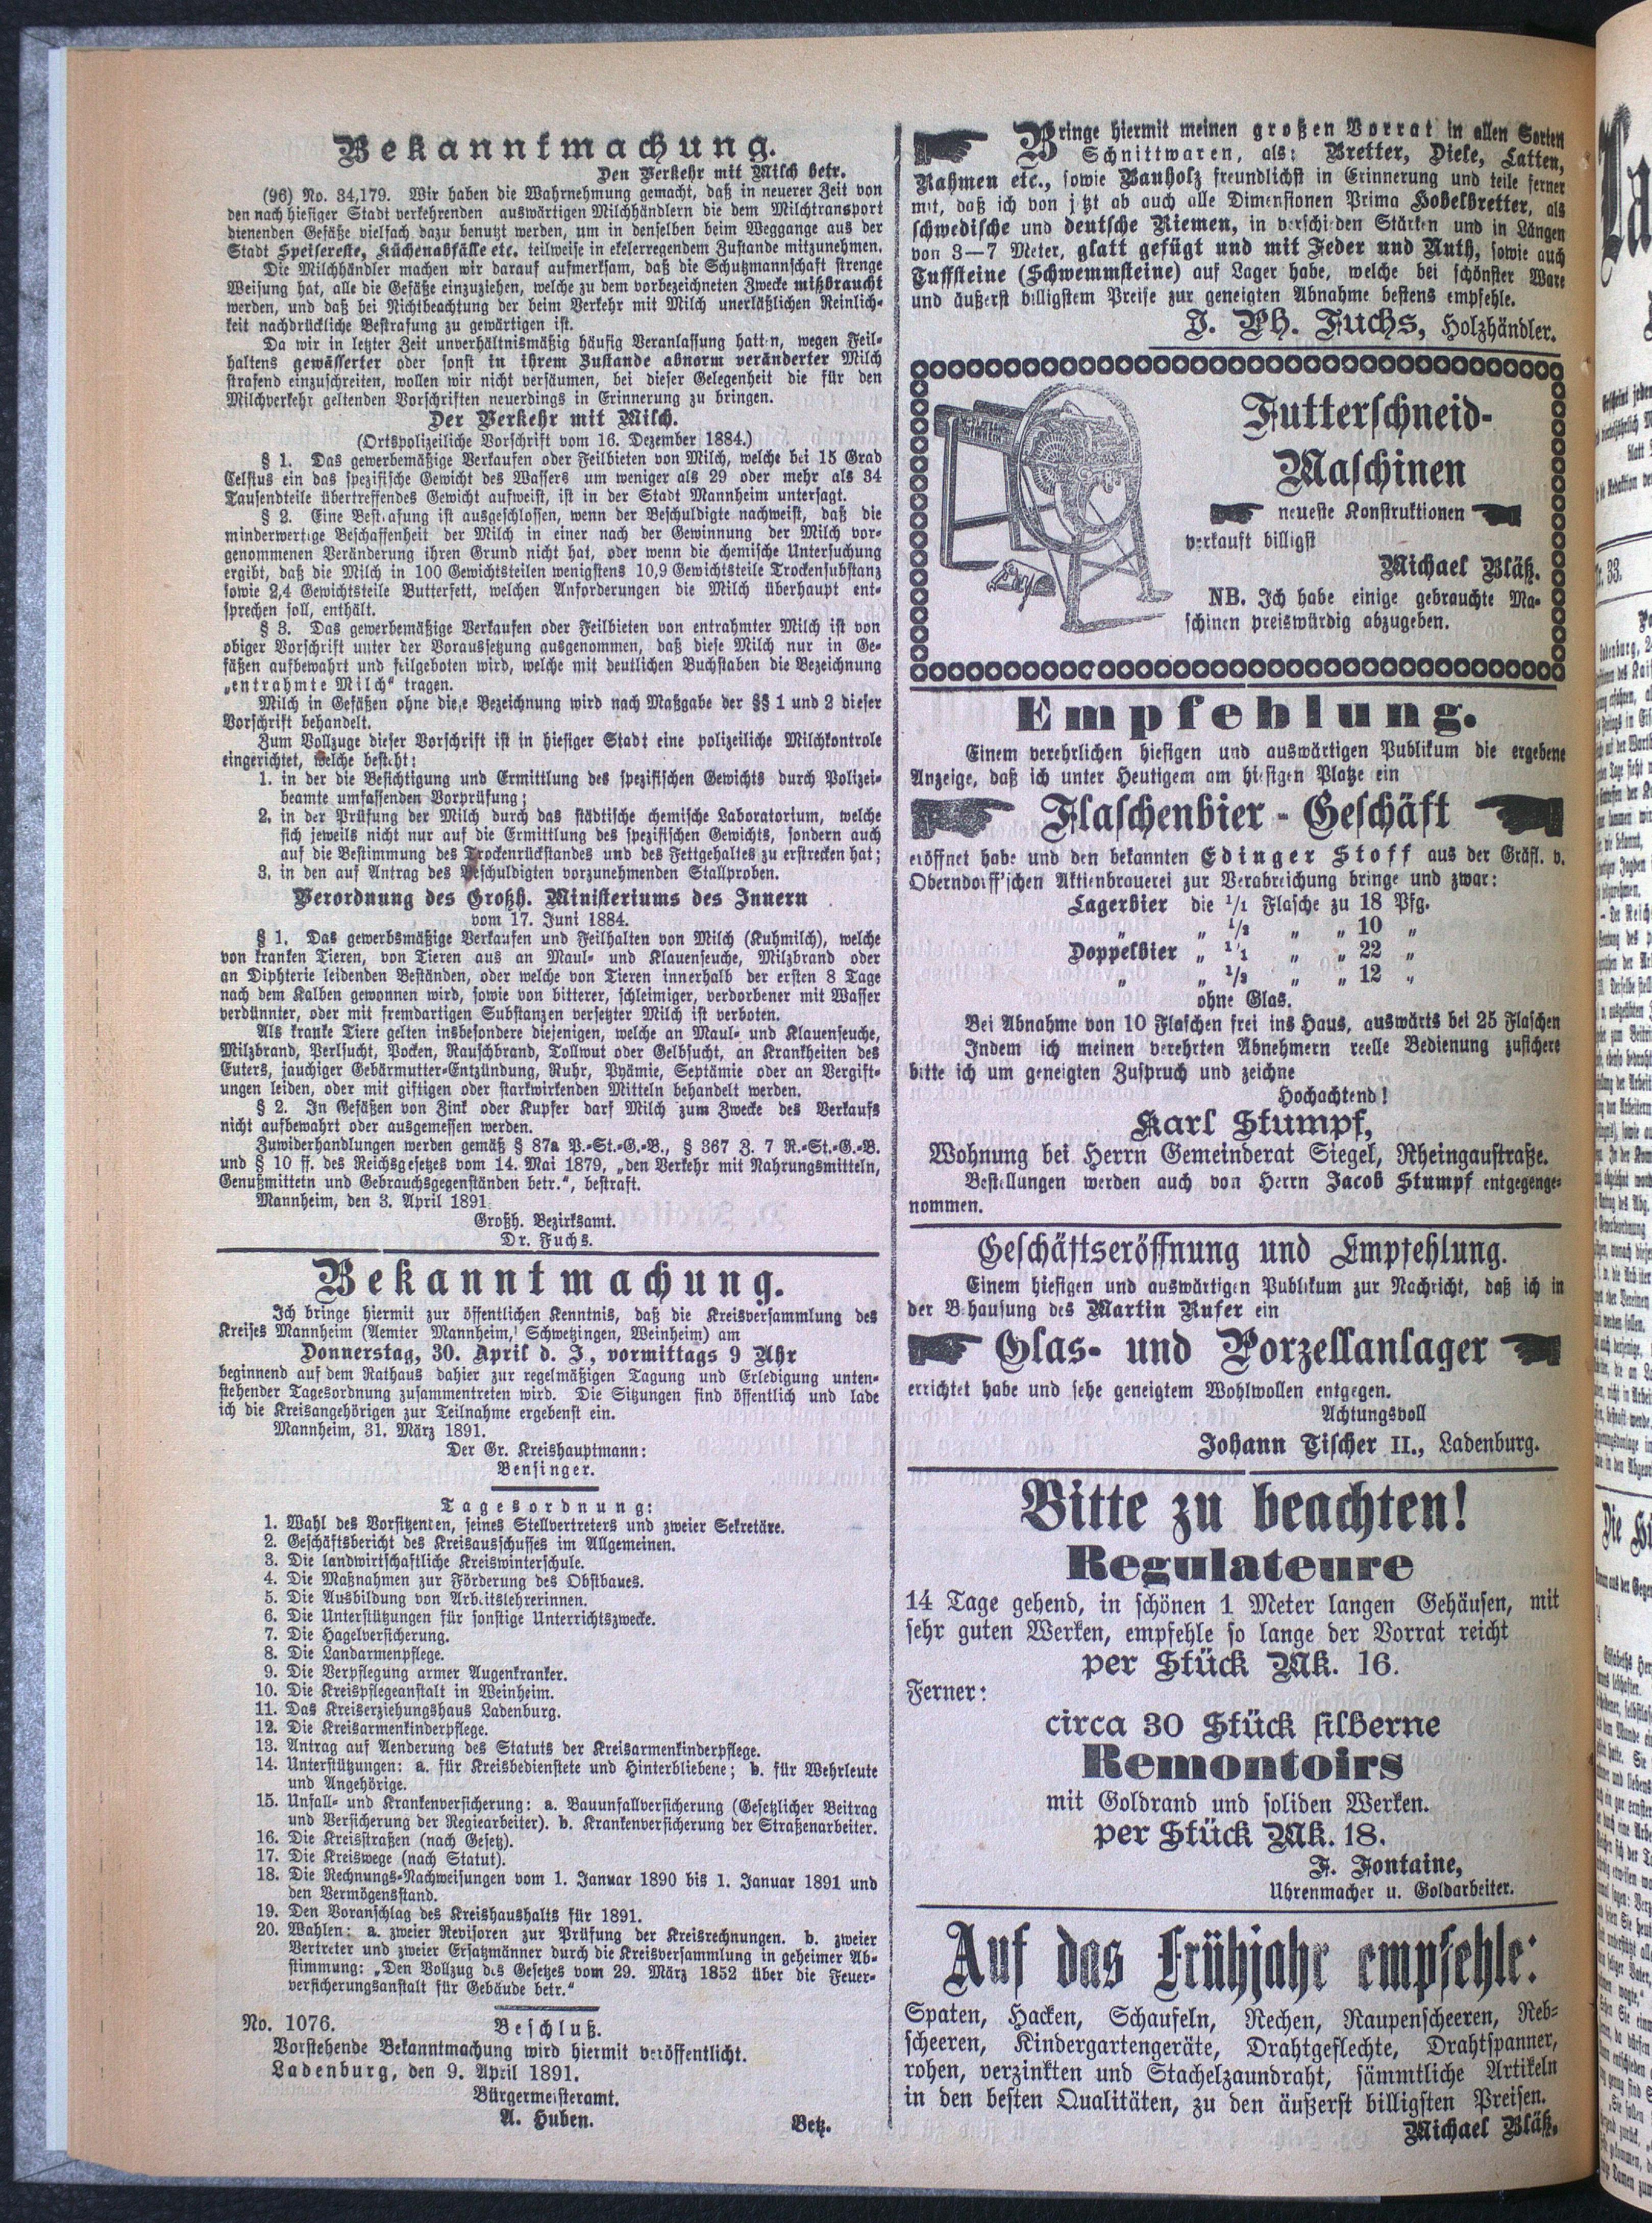 Bekanntmachung.
Den Verkehr mit Milch betr.
(96) No. 34,179. Wir haben die Wahrnehmung gemacht, daß in neuerer Zeit von
den nach hiesiger Stadt verkehrenden auswärtigen Milchhändlern die dem Milchtransport
dienenden Gefäße vielfach dazu benutzt werden, um in denselben beim Weggange aus der
Stadt Speisereste, Küchenabfälle etc. teilweise in ekelerregendem Zustande mitzunehmen.
Die Milchhändler machen wir darauf aufmerksam, daß die Schutzmannschaft strenge
Weisung hat, alle die Gefäße einzuziehen, welche zu dem vorbezeichneten Zwecke mißbraucht
werden, und daß bei Nichtbeachtung der beim Verkehr mit Milch unerläßlichen Reinlich-
keit nachdrückliche Bestrafung zu gewärtigen ist.
Da wir in letzter Zeit unverhältnismäßig häufig Veranlassung hatten, wegen Feil-
haltens gewässerter oder sonst in ihrem Zustande abnorm veränderter Milch
strafend einzuschreiten, wollen wir nicht versäumen, bei dieser Gelegenheit die für den
Milchverkehr geltenden Vorschriften neuerdings in Erinnerung zu bringen.
Der Verkehr mit Milch.
(Ortspolizeiliche Vorschrift vom 16. Dezember 1884.)
§ 1. Das gewerbemäßige Verkaufen oder Feilbieten von Milch, welche bei 15 Grad
Celsius ein das spezifische Gewicht des Wassers um weniger als 29 oder mehr als 34
Tausendteile übertreffendes Gewicht aufweist, ist in der Stadt Mannheim untersagt.
§ 2. Eine Bestrafung ist ausgeschlossen, wenn der Beschuldigte nachweist, daß die
minderwertige Beschaffenheit der Milch in einer nach der Gewinnung der Milch vor-
genommenen Veränderung ihren Grund nicht hat, oder wenn die chemische Untersuchung
ergibt, daß die Milch in 100 Gewichtsteilen wenigstens 10,9 Gewichtsteile Trockensubstanz
sowie 2,4 Gewichtsteile Butterfett, welchen Anforderungen die Milch überhaupt ent-
sprechen soll, enthält.
§ 3. Das gewerbemäßige Verkaufen oder Feilbieten von entrahmter Milch ist von
obiger Vorschrift unter der Voraussetzung ausgenommen, daß diese Milch nur in Ge-
fäßen aufbewahrt und feilgeboten wird, welche mit deutlichen Buchstaben die Bezeichnung
„entrahmte Milch“ tragen.
Milch in Gefäßen ohne diese Bezeichnung wird nach Maßgabe der §§ 1 und 2 dieser
Vorschrift behandelt.
Zum Vollzuge dieser Vorschrift ist in hiesiger Stadt eine polizeiliche Milchkontrole
eingerichtet, welche besteht:
1. in der die Besichtigung und Ermittlung des spezifischen Gewichts durch Polizei-
beamte umfassenden Vorprüfung;
2. in der Prüfung der Milch durch das städtische chemische Laboratorium, welche
sich jeweils nicht nur auf die Ermittlung des spezifischen Gewichts, sondern auch
auf die Bestimmung des Trockenrückstandes und des Fettgehaltes zu erstrecken hat;
3. in den auf Antrag des Beschuldigten vorzunehmenden Stallproben.
Verordnung des Großh. Ministeriums des Innern
vom 17. Juni 1884.
§ 1. Das gewerbsmäßige Verkaufen und Feilhalten von Milch (Kuhmilch), welche
von kranken Tieren, von Tieren aus an Maul- und Klauenseuche, Milzbrand oder
an Diphterie leidenden Beständen, oder welche von Tieren innerhalb der ersten 8 Tage
nach dem Kalben gewonnen wird, sowie von bitterer, schleimiger, verdorbener mit Wasser
verdünnter, oder mit fremdartigen Substanzen versetzter Milch ist verboten.
Als kranke Tiere gelten insbesondere diejenigen, welche an Maul- und Klauenseuche,
Milzbrand, Perlsucht, Pocken, Rauschbrand, Tollwut oder Gelbsucht, an Krankheiten des
Euters, jauchiger Gebärmutter-Entzündung, Ruhr, Pyämie, Septämie oder an Vergift-
ungen leiden, oder mit giftigen oder starkwirkenden Mitteln behandelt werden.
§ 2. In Gefäßen von Zink oder Kupfer darf Milch zum Zwecke des Verkaufs
nicht aufbewahrt oder ausgemessen werden.
Zuwiderhandlungen werden gemäß § 87a P.-St.-G.-B., § 367 Z. 7 R.-St.-G.-B.
und § 10 ff. des Reichsgesetzes vom 14. Mai 1879, „den Verkehr mit Nahrungsmitteln,
Genußmitteln und Gebrauchsgegenständen betr.“, bestraft.
Mannheim, den 3. April 1891.
Großh. Bezirksamt.
Dr. Fuchs.
Bekanntmachung.
Ich bringe hiermit zur öffentlichen Kenntnis, daß die Kreisversammlung des
Kreises Mannheim (Aemter Mannheim, Schwetzingen, Weinheim) am
Donnerstag, 30. April d. J., vormittags 9 Uhr
beginnend auf dem Rathaus dahier zur regelmäßigen Tagung und Erledigung unten-
stehender Tagesordnung zusammentreten wird. Die Sitzungen sind öffentlich und lade
ich die Kreisangehörigen zur Teilnahme ergebenst ein.
Mannheim, 31. März 1891.
Der Gr. Kreishauptmann:
Bensinger.
Tagesordnung:
1. Wahl des Vorsitzenten, seines Stellvertreters und zweier Sekretäre.
2. Geschäftsbericht des Kreisausschusses im Allgemeinen.
3. Die landwirtschaftliche Kreiswinterschule.
4. Die Maßnahmen zur Förderung des Obstbaues.
5. Die Ausbildung von Arbeitslehrerinnen.
6. Die Unterstützungen für sonstige Unterrichtszwecke.
7. Die Hagelversicherung.
8. Die Landarmenpflege.
9. Die Verpflegung armer Augenkranker.
10. Die Kreispflegeanstalt in Weinheim.
11. Das Kreiserziehungshaus Ladenburg.
12. Die Kreisarmenkinderpflege.
13. Antrag auf Aenderung des Statuts der Kreisarmenkinderpflege.
14. Unterstützungen: a. für Kreisbedienstete und Hinterbliebene; b. für Wehrleute
und Angehörige.
15. Unfall- und Krankenversicherung: a. Bauunfallversicherung (Gesetzlicher Beitrag
und Versicherung der Regiearbeiter). b. Krankenversicherung der Straßenarbeiter.
16. Die Kreisstraßen (nach Gesetz).
17. Die Kreiswege (nach Statut).
18. Die Rechnungs-Nachweisungen vom 1. Januar 1890 bis 1. Januar 1891 und
den Vermögensstand.
19. Den Voranschlag des Kreishaushalts für 1891.
20. Wahlen: a. zweier Revisoren zur Prüfung der Kreisrechnungen. b. zweier
Vertreter und zweier Ersatzmänner durch die Kreisversammlung in geheimer Ab-
stimmung: „Den Vollzug des Gesetzes vom 29. März 1852 über die Feuer-
versicherungsanstalt für Gebäude betr.“
No. 1076. Beschluß.
Vorstehende Bekanntmachung wird hiermit veröffentlicht.
Ladenburg, den 9. April 1891.
Bürgermeisteramt.
A. Huben. Betz.
Bringe hiermit meinen großen Vorrat in allen Sorten
Schnittwaren, als: Bretter, Diele, Latten,
Rahmen etc., sowie Bauholz freundlichst in Erinnerung und teile ferner
mit, daß ich von jetzt ab auch alle Dimensionen Prima Hobelbretter, als
schwedische und deutsche Riemen, in verschieden Stärken und in Längen
von 3—7 Meter, glatt gefügt und mit Feder und Nuth, sowie auch
Tuffsteine (Schwemmsteine) auf Lager habe, welche bei schönster Ware
und äußerst billigstem Preise zur geneigten Abnahme bestens empfehle.
J. Ph. Fuchs, Holzhändler.
Futterschneid-
Maschinen
neueste Konstruktionen
verkauft billigst
Michael Bläß.
NB. Ich habe einige gebrauchte Ma-
schinen preiswürdig abzugeben.
Empfehlung.
Einem verehrlichen hiesigen und auswärtigen Publikum die ergebene
Anzeige, daß ich unter Heutigem am hiesigen Platze ein
Flaschenbier-Geschäft
eröffnet habe und den bekannten Edinger Stoff aus der Gräfl. v.
Oberndorff'schen Aktienbrauerei zur Verabreichung bringe und zwar:
Lagerbier die 1/1 Flasche zu 18 Pfg.
„ „ 1/2 „ „ 10 „
Doppelbier „ 1/1 „ „ 22 „
„ „ 1/2 „ „ 12 „
ohne Glas.
Bei Abnahme von 10 Flaschen frei ins Haus, auswärts bei 25 Flaschen
Indem ich meinen verehrten Abnehmern reelle Bedienung zusichere
bitte ich um geneigten Zuspruch und zeichne
Hochachtend!
Karl Stumpf,
Wohnung bei Herrn Gemeinderat Siegel, Rheingaustraße.
Bestellungen werden auch von Herrn Jacob Stumpf entgegenge-
nommen.
Geschäftseröffnung und Empfehlung.
Einem hiesigen und auswärtigen Publikum zur Nachricht, daß ich in
der Behausung des Martin Rufer ein
Glas- und Porzellanlager
errichtet habe und sehe geneigtem Wohlwollen entgegen.
Achtungsvoll
Johann Tischer II., Ladenburg.
Bitte zu beachten!
Regulateure
14 Tage gehend, in schönen 1 Meter langen Gehäusen, mit
sehr guten Werken, empfehle so lange der Vorrat reicht
per Stück Mk. 16.
Ferner:
circa 30 Stück silberne
Remontoirs
mit Goldrand und soliden Werken.
per Stück Mk. 18.
F. Fontaine,
Uhrenmacher u. Goldarbeiter.
Auf das Frühjahr empfehle:
Spaten, Hacken, Schaufeln, Rechen, Raupenscheeren, Reb-
scheeren, Kindergartengeräte, Drahtgeflechte, Drahtspanner,
rohen, verzinkten und Stachelzaundraht, sämmtliche Artikeln
in den besten Qualitäten, zu den äußerst billigsten Preisen.
Michael Bläß.